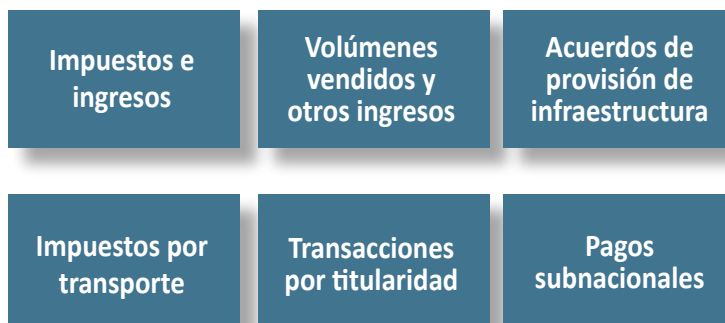 Impuestos e
ingresos
Volúmenes
vendidos y
otros ingresos
Acuerdos de
provisión de
infraestructura
Impuestos por
transporte
Transacciones
por titularidad
Pagos
subnacionales